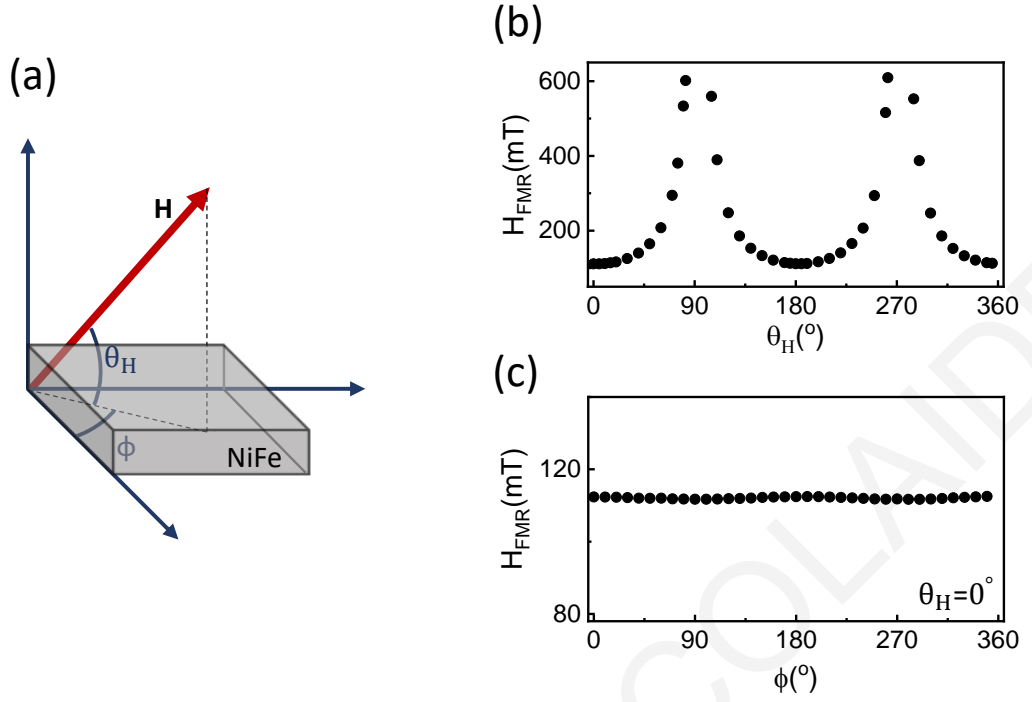 (a)
H
θH
ϕ
NiFe
(b)
600
400
200
HFMR(mT)
0 90 180 270 360
θH(o)
(c)
120
80
HFMR(mT)
θH=0°
0 90 180 270 360
ϕ(o)
COLAID